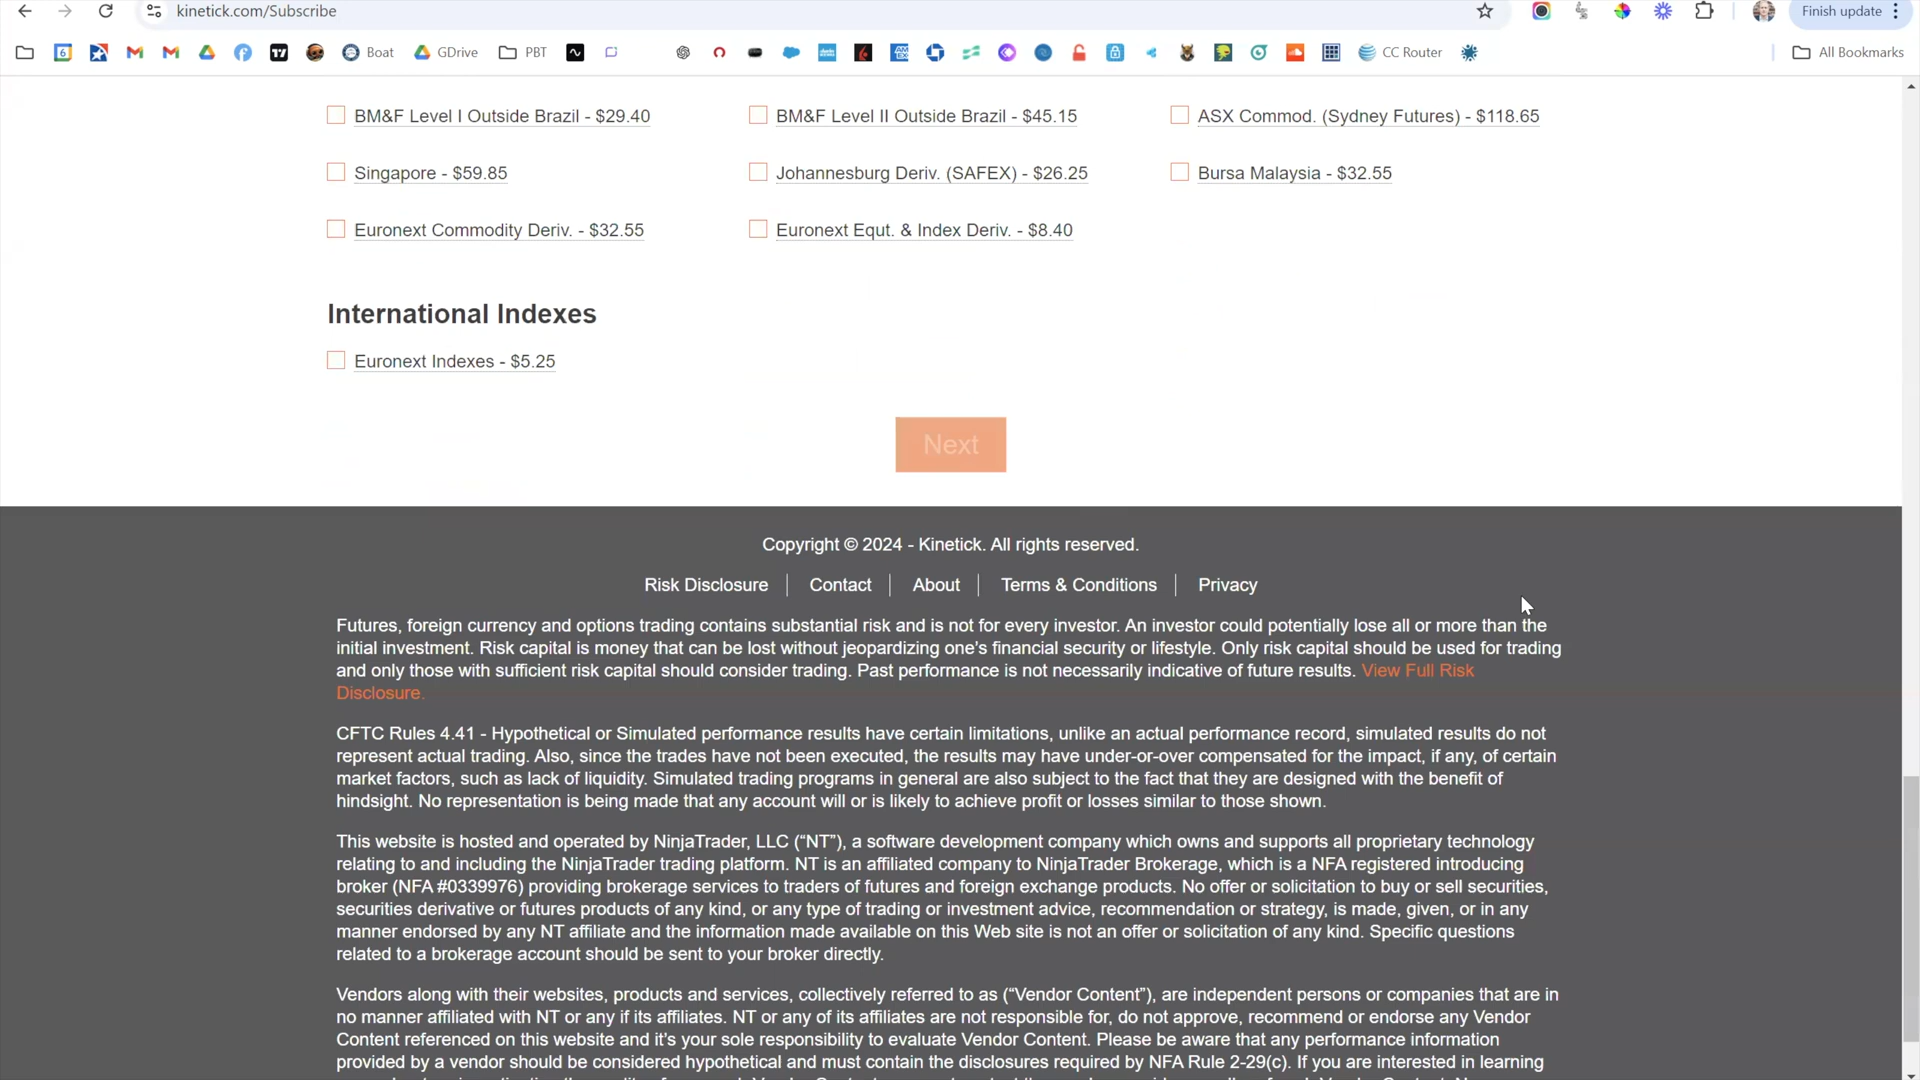 kinetick.com/Subscribe
Finish update
Boat
GDrive
PBT
CC Router
All Bookmarks
BM&F Level I Outside Brazil - $29.40
BM&F Level II Outside Brazil - $45.15
ASX Commod. (Sydney Futures) - $118.65
Singapore - $59.85
Johannesburg Deriv. (SAFEX) - $26.25
Bursa Malaysia - $32.55
Euronext Commodity Deriv. - $32.55
Euronext Equt. & Index Deriv. - $8.40
International Indexes
Euronext Indexes - $5.25
Next
Copyright © 2024 - Kinetick. All rights reserved.
Risk Disclosure
Contact
About
Terms & Conditions
Privacy
Futures, foreign currency and options trading contains substantial risk and is not for every investor. An investor could potentially lose all or more than the
initial investment. Risk capital is money that can be lost without jeopardizing one's financial security or lifestyle. Only risk capital should be used for trading
and only those with sufficient risk capital should consider trading. Past performance is not necessarily indicative of future results. View Full Risk
Disclosure.
CFTC Rules 4.41 - Hypothetical or Simulated performance results have certain limitations, unlike an actual performance record, simulated results do not
represent actual trading. Also, since the trades have not been executed, the results may have under-or-over compensated for the impact, if any, of certain
market factors, such as lack of liquidity. Simulated trading programs in general are also subject to the fact that they are designed with the benefit of
hindsight. No representation is being made that any account will or is likely to achieve profit or losses similar to those shown.
This website is hosted and operated by NinjaTrader, LLC (“NT”), a software development company which owns and supports all proprietary technology
relating to and including the NinjaTrader trading platform. NT is an affiliated company to NinjaTrader Brokerage, which is a NFA registered introducing
broker (NFA #0339976) providing brokerage services to traders of futures and foreign exchange products. No offer or solicitation to buy or sell securities,
securities derivative or futures products of any kind, or any type of trading or investment advice, recommendation or strategy, is made, given, or in any
manner endorsed by any NT affiliate and the information made available on this Web site is not an offer or solicitation of any kind. Specific questions
related to a brokerage account should be sent to your broker directly.
Vendors along with their websites, products and services, collectively referred to as (“Vendor Content”), are independent persons or companies that are in
no manner affiliated with NT or any if its affiliates. NT or any of its affiliates are not responsible for, do not approve, recommend or endorse any Vendor
Content referenced on this website and it's your sole responsibility to evaluate Vendor Content. Please be aware that any performance information
provided by a vendor should be considered hypothetical and must contain the disclosures required by NFA Rule 2-29(c). If you are interested in learning